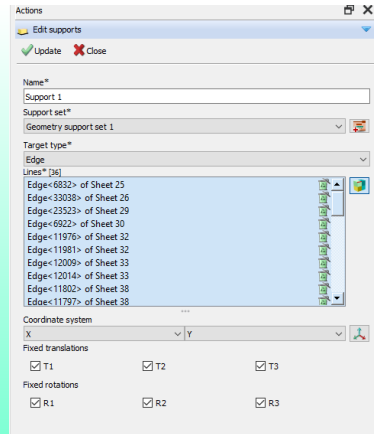 Actions
Edit supports
Update Close
Name*
Support 1
Support set*
Geometry support set 1
Target type*
Edge
Lines* [36]
Edge<6832> of Sheet 25
Edge<33038> of Sheet 26
Edge<23523> of Sheet 29
Edge<6922> of Sheet 30
Edge<11976> of Sheet 32
Edge<11981> of Sheet 32
Edge<12009> of Sheet 33
Edge<12014> of Sheet 33
Edge<11802> of Sheet 38
Edge<11797> of Sheet 38
Coordinate system
X Y
Fixed translations
T1 T2 T3
Fixed rotations
R1 R2 R3